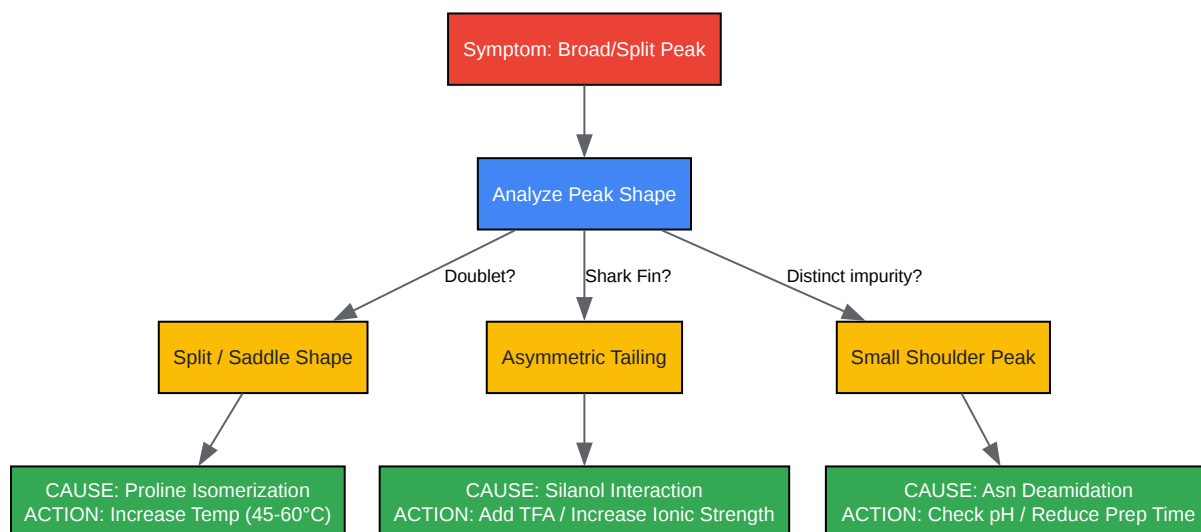 Symptom: Broad/Split Peak
Analyze Peak Shape
Doublet?
Shark Fin?
Distinct impurity?
Split / Saddle Shape
Asymmetric Tailing
Small Shoulder Peak
CAUSE: Proline Isomerization
ACTION: Increase Temp (45-60°C)
CAUSE: Silanol Interaction
ACTION: Add TFA / Increase Ionic Strength
CAUSE: Asn Deamidation
ACTION: Check pH / Reduce Prep Time